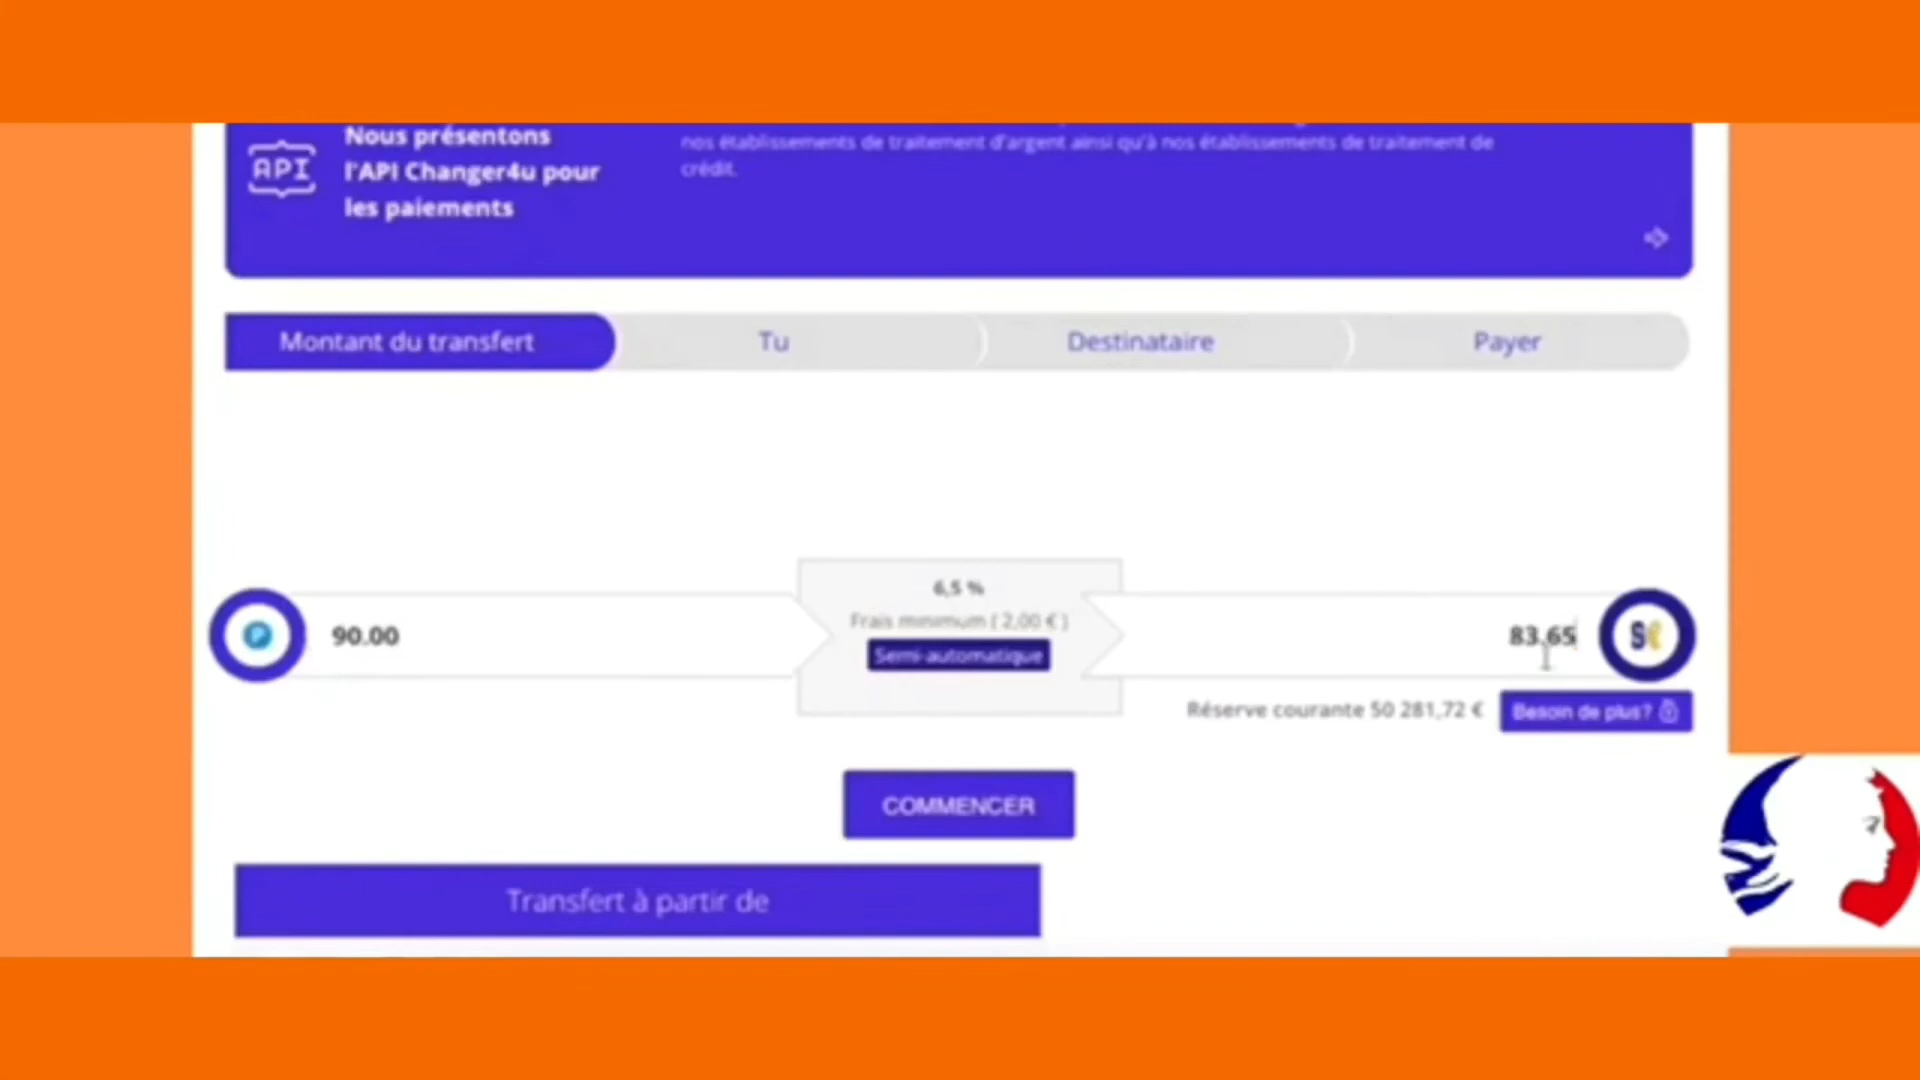 Nous présentons
l'API Changer4u pour
les paiements
API
nos établissements de traitement d'argent ainsi qu'à nos établissements de traitement de
crédit.
Montant du transfert
Tu
Destinataire
Payer
6,5 %
Frais minimum ( 2,00 € )
Semi-automatique
90.00
83.65
S€
Réserve courante 50 281,72 €
Besoin de plus?
COMMENCER
Transfert à partir de